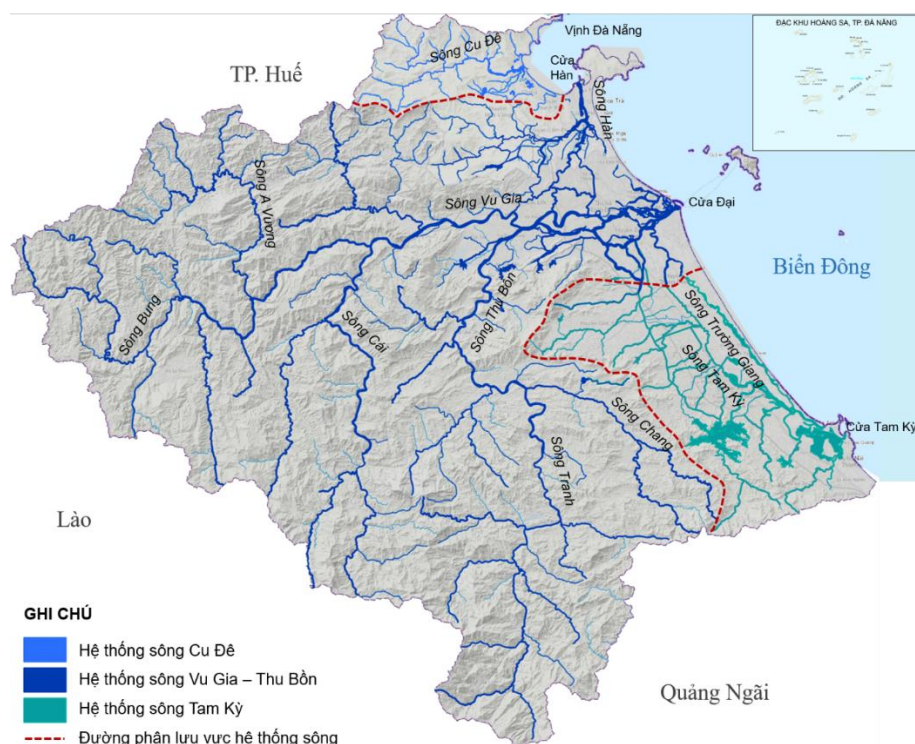 ĐẶC KHU HOÀNG SA, TP. ĐÀ NẴNG
Vịnh Đà Nẵng
Sông Cu Đê
Cửa
Hàn
TP. Huế
Sông Hàn
Sông A Vương
Sông Vu Gia
Cửa Đại
Biển Đông
Sông Bung
Sông Cái
Sông Thu Bồn
Sông Trường Giang
Sông Tam Kỳ
Cửa Tam Kỳ
Sông Chang
Sông Tranh
Lào
Quảng Ngãi
GHI CHÚ
Hệ thống sông Cu Đê
Hệ thống sông Vu Gia – Thu Bồn
Hệ thống sông Tam Kỳ
Đường phân lưu vực hệ thống sông